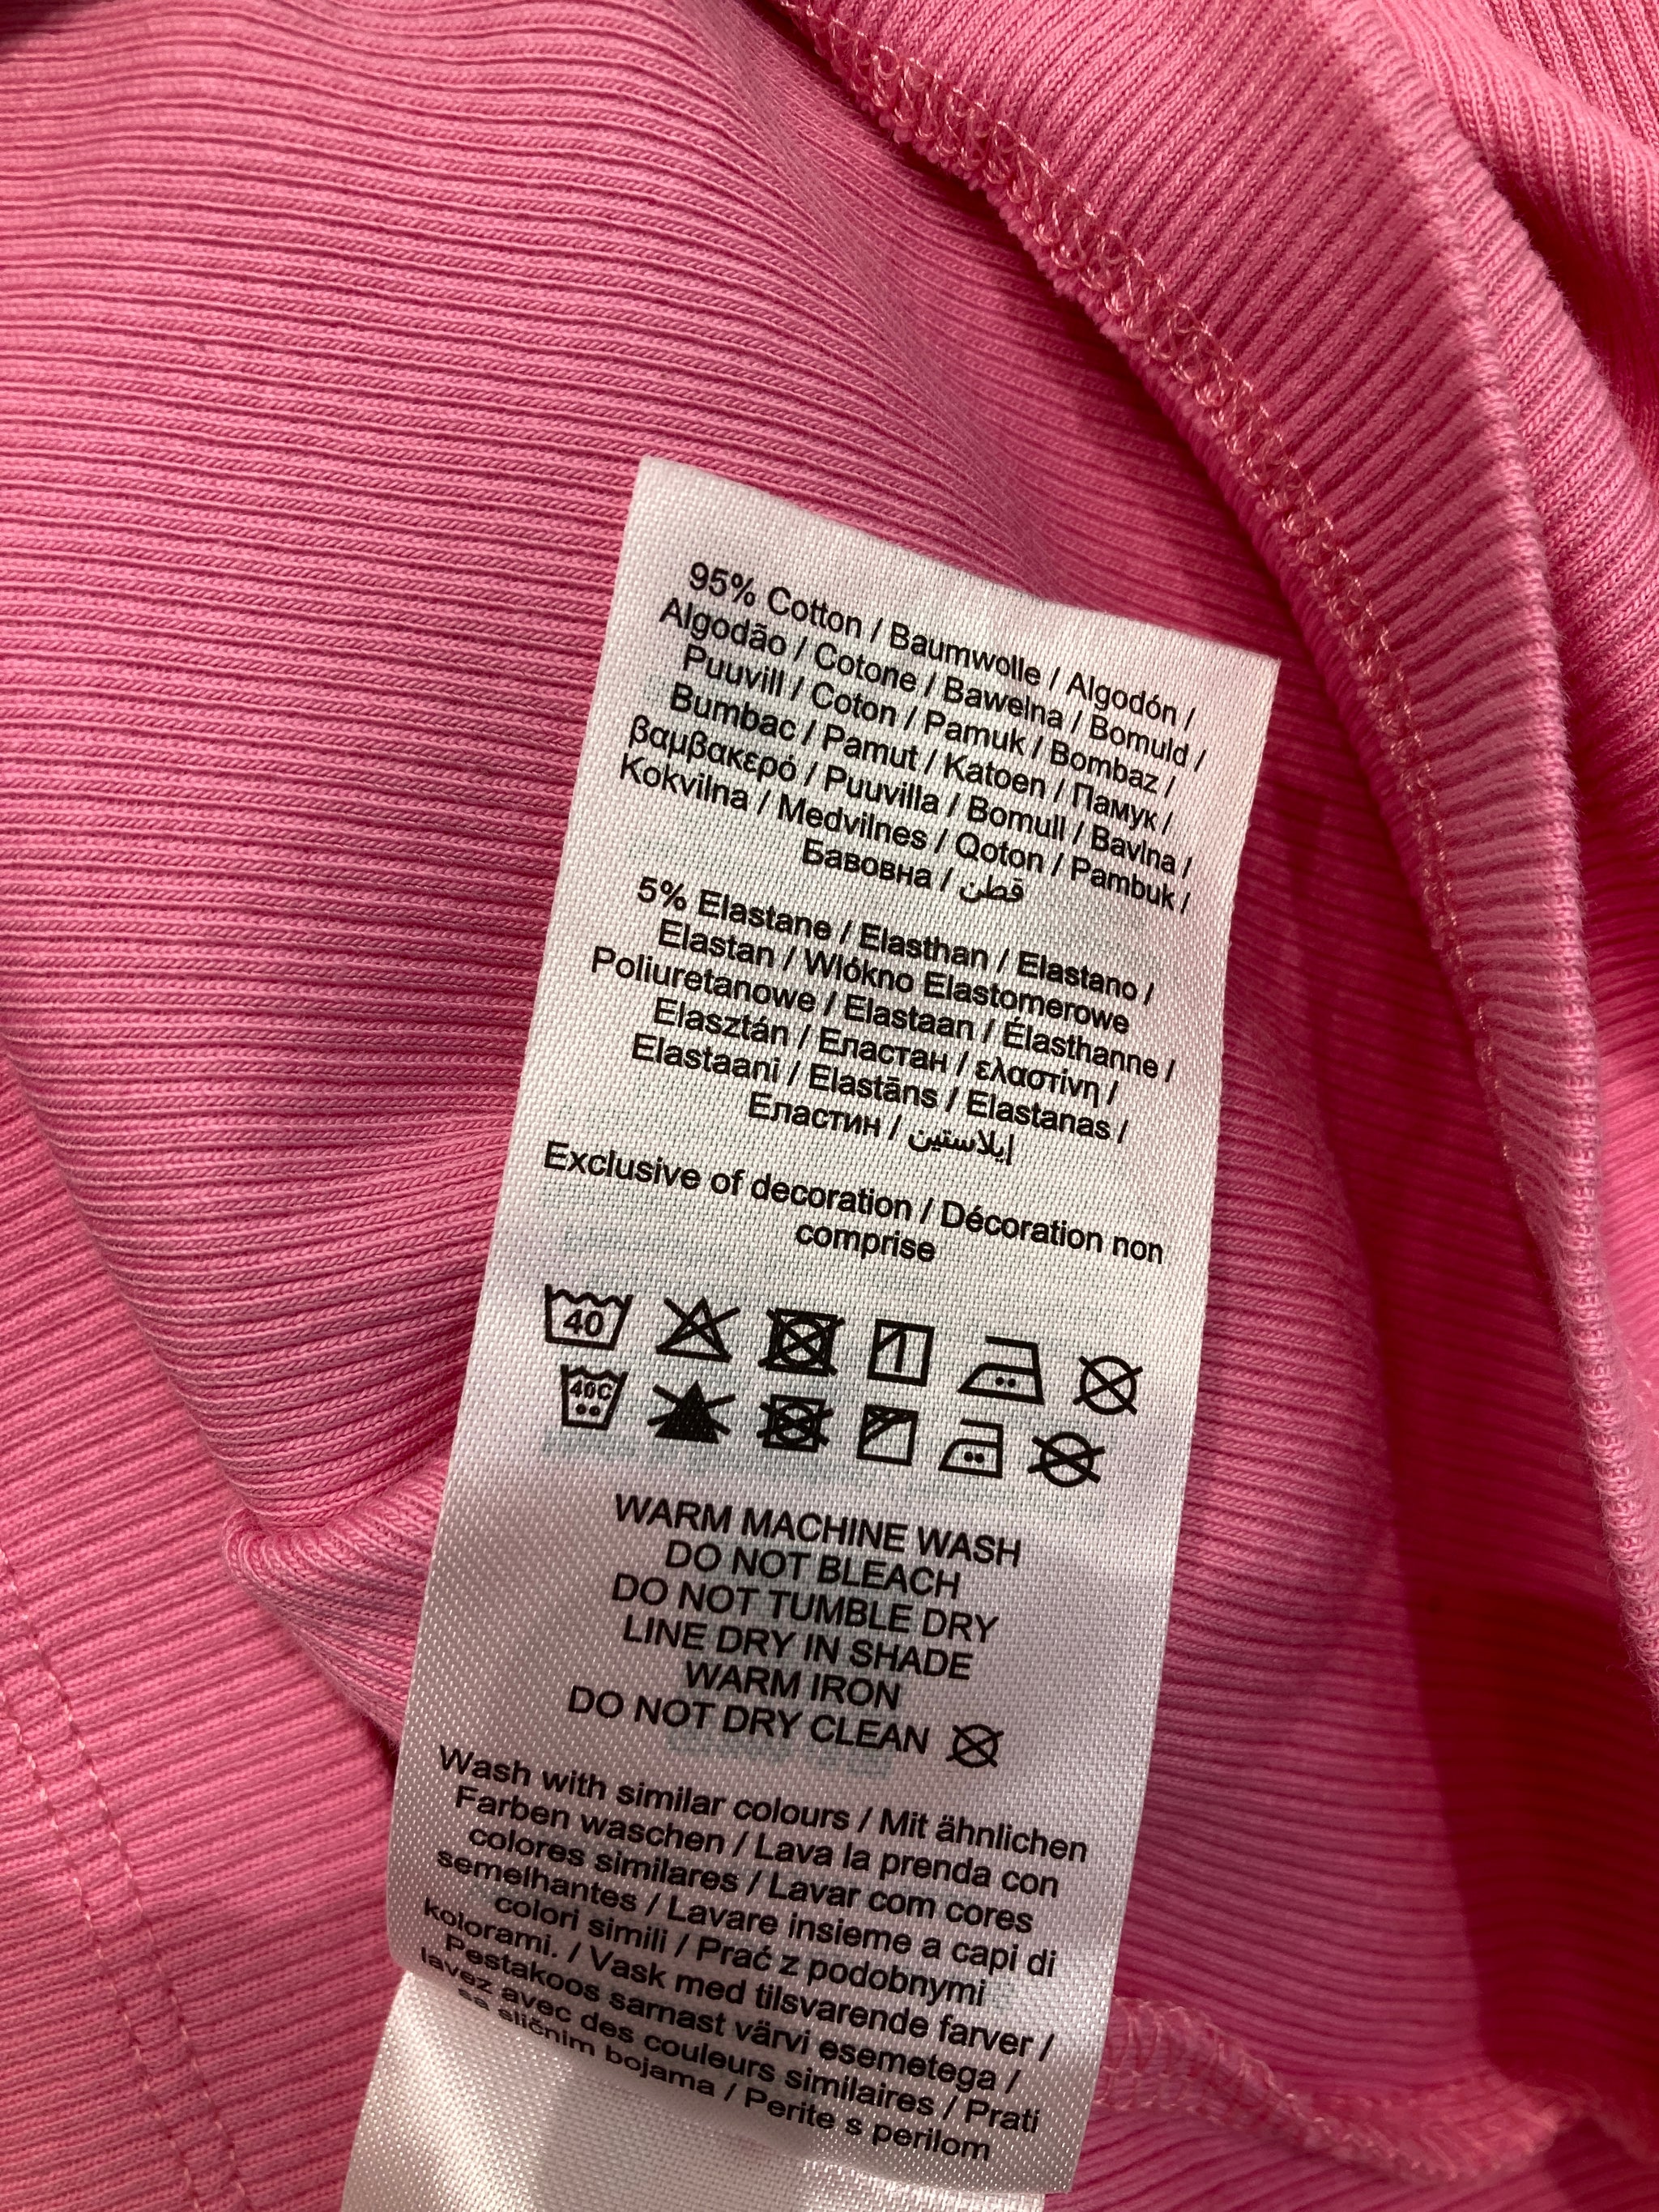 95% Cotton / Baumwolle / Algodón /
Algodão / Cotone / Bawełna / Bomuld /
Puuvill / Coton / Pamuk / Bombaz /
Bumbac / Pamut / Katoen / Памук /
βαμβακερό / Puuvilla / Bomull / Bavlna /
Kokvilna / Medvilnes / Qoton / Pambuk /
Бавовна / قطن
5% Elastane / Elasthan / Elastano /
Elastan / Włókno Elastomerowe
Poliuretanowe / Elastaan / Élasthanne /
Elasztán / Еластан / ελαστίνη /
Elastaani / Elastāns / Elastanas /
Еластин / إيلاستين
Exclusive of decoration / Décoration non
comprise
40
40C
WARM MACHINE WASH
DO NOT BLEACH
DO NOT TUMBLE DRY
LINE DRY IN SHADE
WARM IRON
DO NOT DRY CLEAN
Wash with similar colours / Mit ähnlichen
Farben waschen / Lava la prenda con
colores similares / Lavar com cores
semelhantes / Lavare insieme a capi di
colori simili / Prać z podobnymi
kolorami. / Vask med tilsvarende farver /
Pestakoos sarnast värvi esemetega /
lavez avec des couleurs similaires / Prati
sa sličnim bojama / Perite s perilom